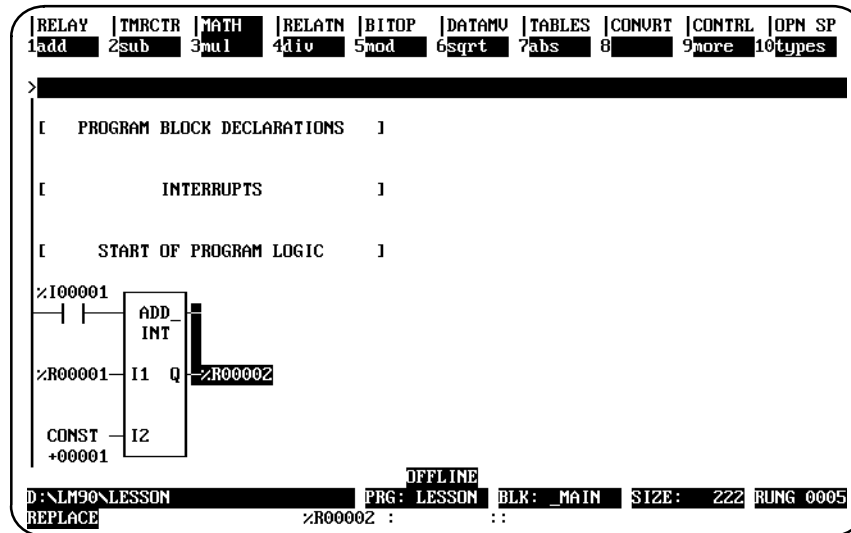 |RELAY |TMRCTR |MATH |RELATN |BITOP |DATAMV |TABLES |CONVRT |CONTRL |OPN SP
1add 2sub 3mul 4div 5mod 6sqrt 7abs 8 9more 10types
>
[ PROGRAM BLOCK DECLARATIONS ]
[ INTERRUPTS ]
[ START OF PROGRAM LOGIC ]
%I00001
ADD_
INT
%R00001 I1 Q %R00002
CONST I2
+00001
OFFLINE
D:\LM90\LESSON PRG: LESSON BLK: _MAIN SIZE: 222 RUNG 0005
REPLACE %R00002 : ::